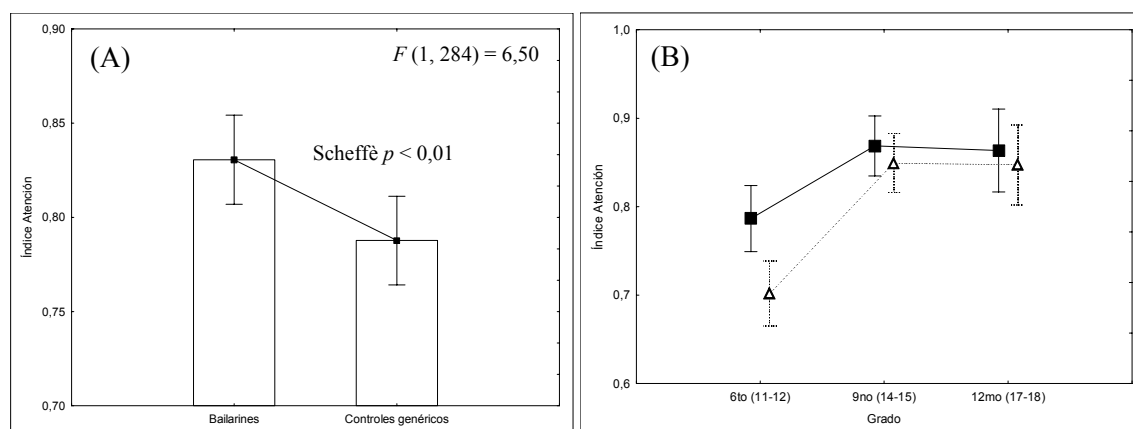 (A)
F (1, 284) = 6,50
Scheffè p < 0,01
0,90
0,85
0,80
0,75
0,70
Índice Atención
Bailarines
Controles genéricos
(B)
1,0
0,9
0,8
0,7
0,6
Índice Atención
6to (11-12)
9no (14-15)
12mo (17-18)
Grado